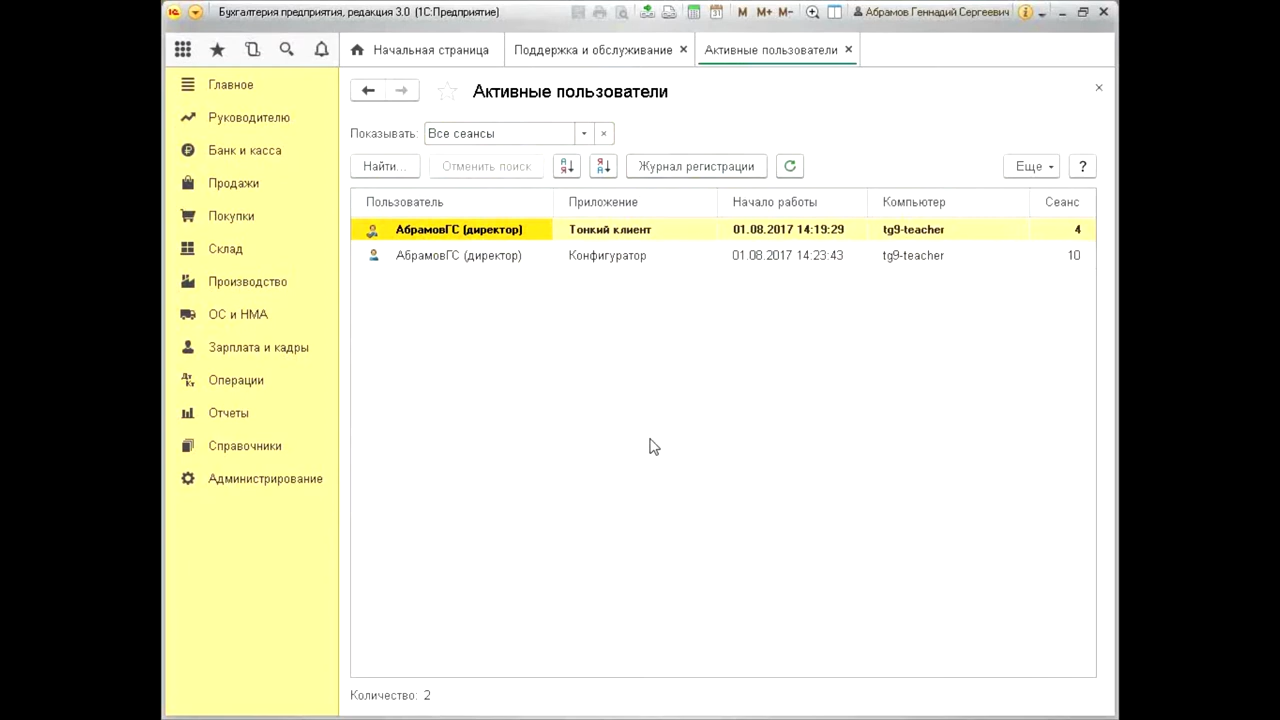 Бухгалтерия предприятия, редакция 3.0 (1С:Предприятие)
M M+ M-
Абрамов Геннадий Сергеевич
Начальная страница
Поддержка и обслуживание
Активные пользователи
Главное
Руководителю
Банк и касса
Продажи
Покупки
Склад
Производство
ОС и НМА
Зарплата и кадры
Операции
Отчеты
Справочники
Администрирование
Активные пользователи
Показывать: Все сеансы
Найти... Отменить поиск Журнал регистрации Еще ?
Пользователь Приложение Начало работы Компьютер Сеанс
АбрамовГС (директор) Тонкий клиент 01.08.2017 14:19:29 tg9-teacher 4
АбрамовГС (директор) Конфигуратор 01.08.2017 14:23:43 tg9-teacher 10
Количество: 2